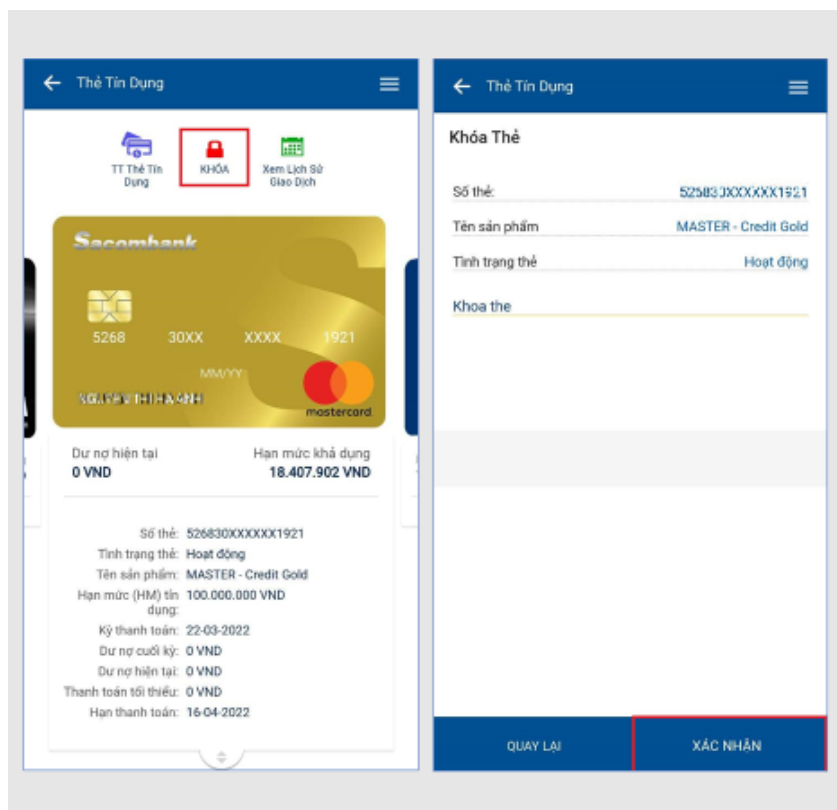 Thẻ Tín Dụng
TT Thẻ Tín
Dụng
KHÓA
Xem Lịch Sử
Giao Dịch
Sacombank
5268 30XX XXXX 1921
MM/YY
NGUYEN THI HA ANH
mastercard
Dư nợ hiện tại
Hạn mức khả dụng
0 VND
18.407.902 VND
Số thẻ: 526830XXXXXX1921
Tình trạng thẻ: Hoạt động
Tên sản phẩm: MASTER - Credit Gold
Hạn mức (HM) tín
dụng: 100.000.000 VND
Kỳ thanh toán: 22-03-2022
Dư nợ cuối kỳ: 0 VND
Dư nợ hiện tại: 0 VND
Thanh toán tối thiểu: 0 VND
Hạn thanh toán: 16-04-2022
Thẻ Tín Dụng
Khóa Thẻ
Số thẻ:
Tên sản phẩm MASTER - Credit Gold
Tình trạng thẻ Hoạt động
Khoa the
QUAY LẠI
XÁC NHẬN